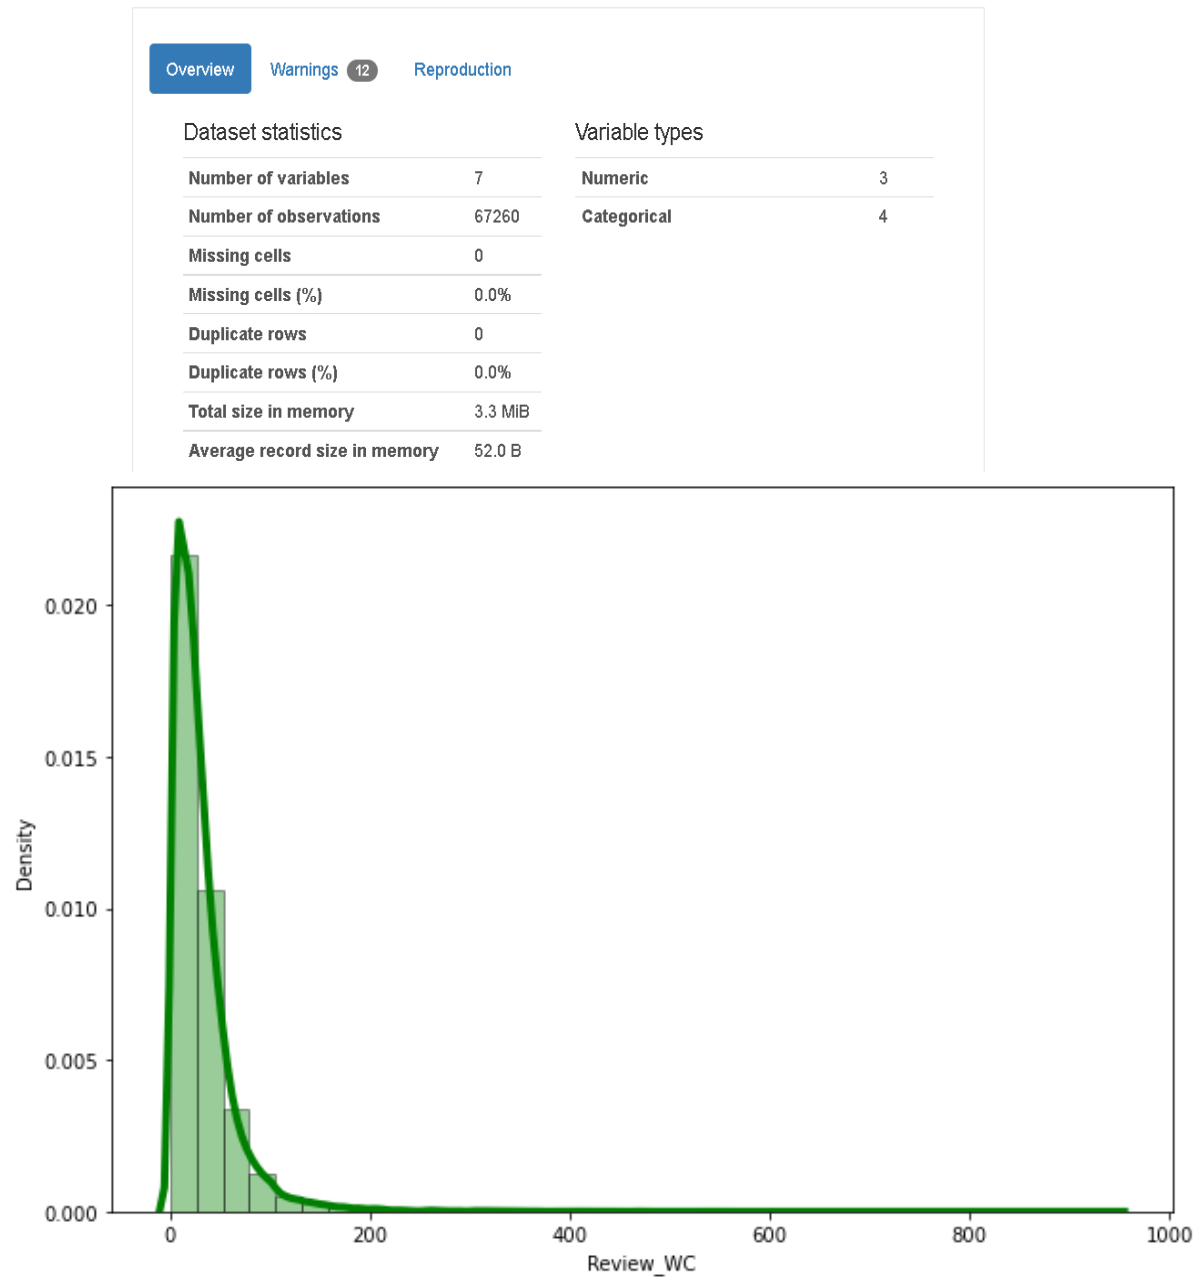 Overview Warnings 12 Reproduction
Dataset statistics
Number of variables 7
Number of observations 67260
Missing cells 0
Missing cells (%) 0.0%
Duplicate rows 0
Duplicate rows (%) 0.0%
Total size in memory 3.3 MiB
Average record size in memory 52.0 B
Variable types
Numeric 3
Categorical 4
Density
0.020
0.015
0.010
0.005
0.000
0 200 400 600 800 1000
Review_WC